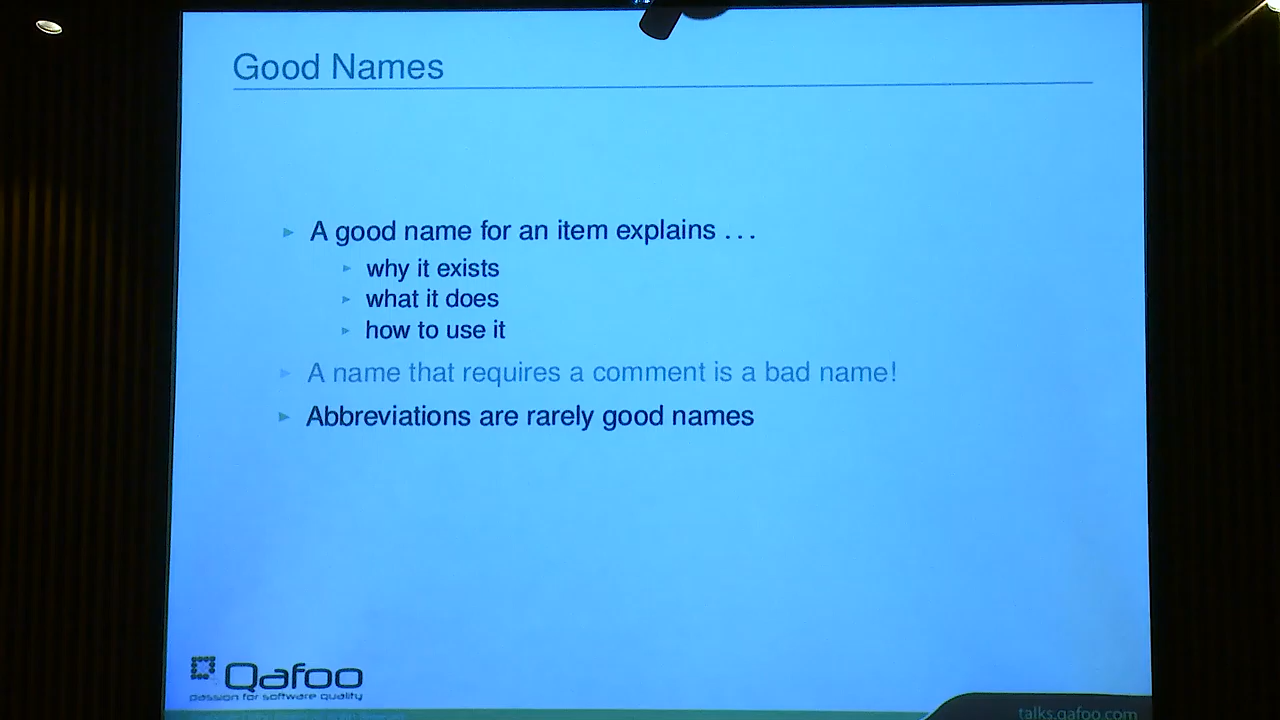 Good Names
A good name for an item explains ...
why it exists
what it does
how to use it
A name that requires a comment is a bad name!
Abbreviations are rarely good names
Qafoo
passion for software quality
talks.qafoo.com